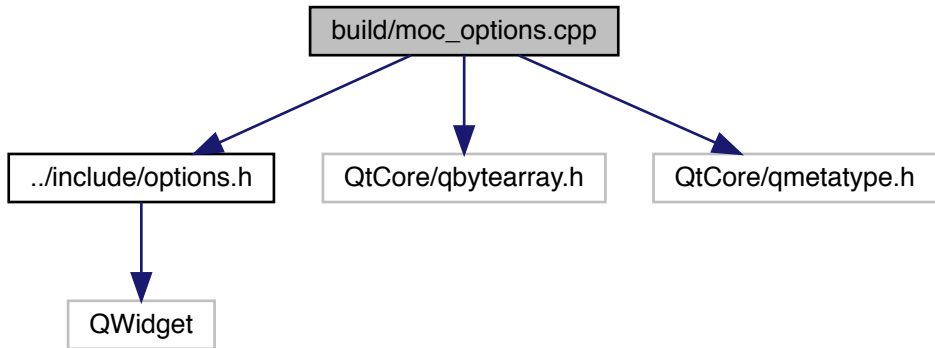 build/moc_options.cpp
../include/options.h
QtCore/qbytearray.h
QtCore/qmetatype.h
QWidget